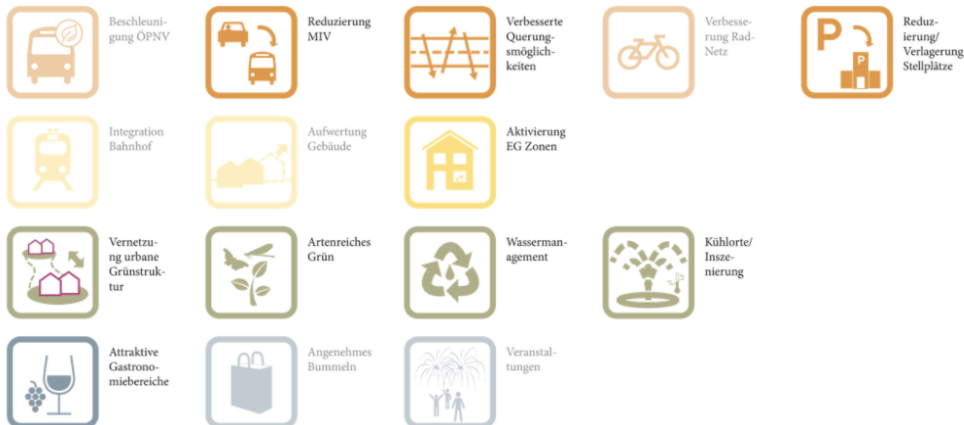 Beschleuni-
gung ÖPNV
Reduzierung
MIV
Verbesserte
Querung-
smöglich-
keiten
Verbesse-
rung Rad-
Netz
P
P
Reduz-
ierung/
Verlagerung
Stellplätze
Integration
Bahnhof
Aufwertung
Gebäude
Aktivierung
EG Zonen
Vernetzu-
ng urbane
Grünstruk-
tur
Artenreiches
Grün
Wasserman-
agement
Kühlorte/
Insze-
nierung
Attraktive
Gastrono-
miebereiche
Angenehmes
Bummeln
Veranstal-
tungen